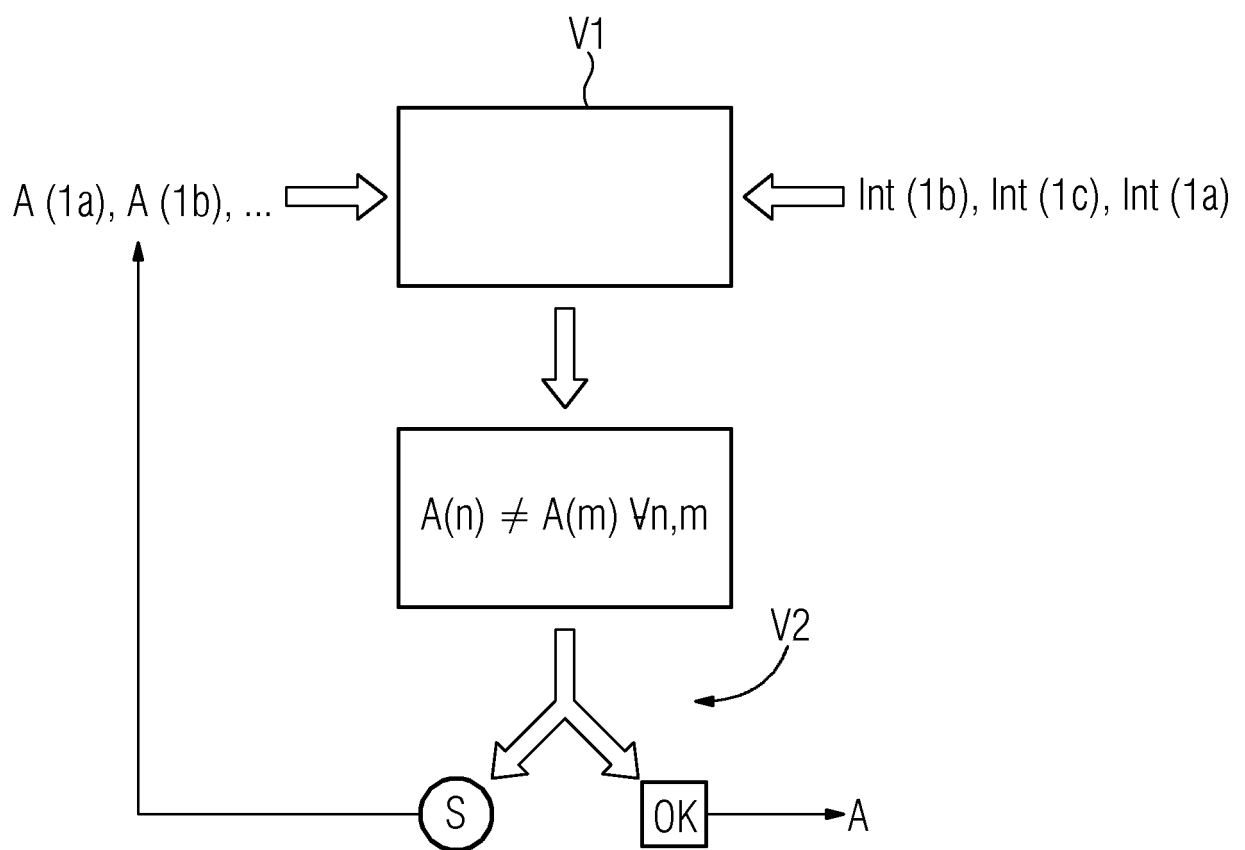 V1
A (1a), A (1b), ...
Int (1b), Int (1c), Int (1a)
A(n) ≠ A(m) ∀n,m
V2
S
OK
A